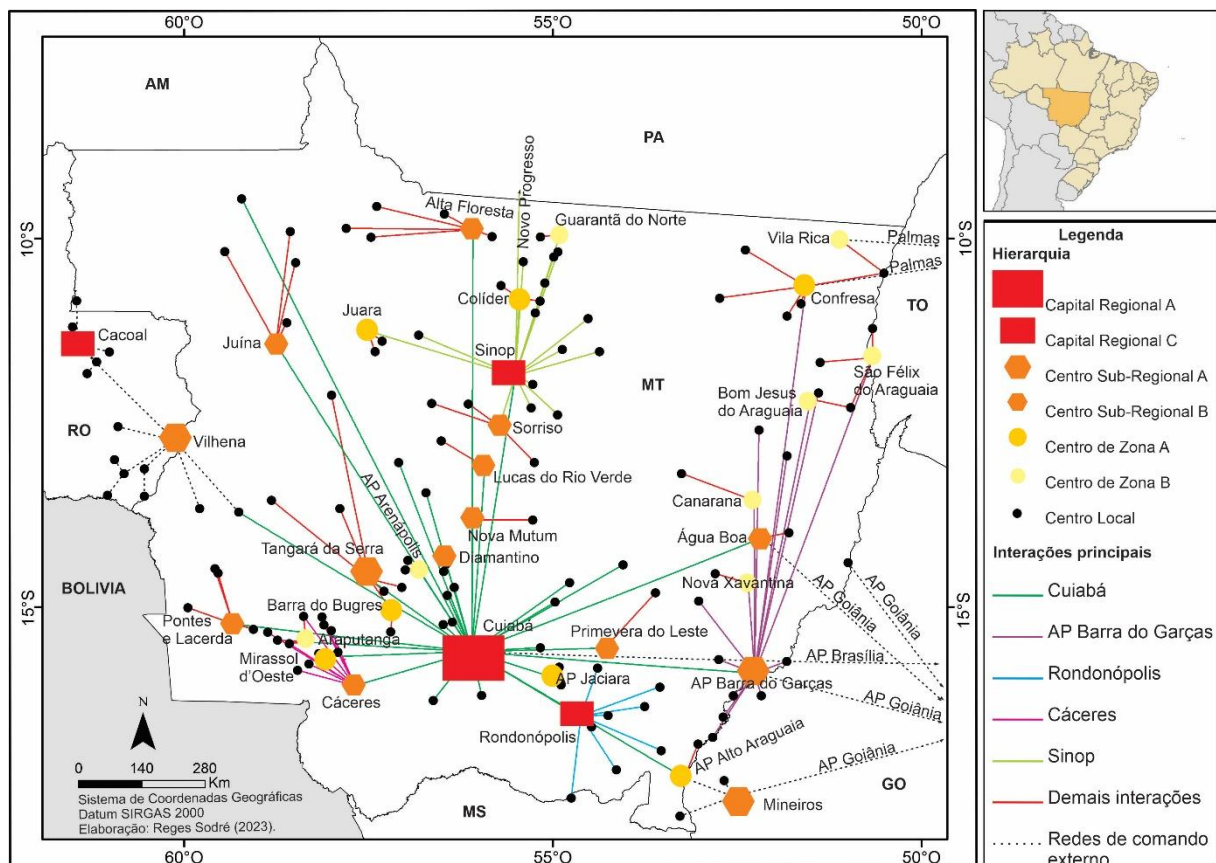 60°O
55°O
50°O
AM
PA
Novo Progresso
Alta Floresta
Guarantã do Norte
10°S
10°S
Vila Rica
Palmas
Palmas
TO
Confresa
Colíder
Juara
Cacoal
Juína
Sinop
MT
São Félix
do Araguaia
Bom Jesus
do Araguaia
RO
Vilhena
Sorriso
Lucas do Rio Verde
AP Arenápolis
Canarana
Nova Mutum
Água Boa
Diamantino
Tangará da Serra
Nova Xavantina
AP Goiânia
AP Goiânia
BOLIVIA
15°S
15°S
Barra do Bugres
Pontes
e Lacerda
Araputanga
Cuiabá
Primevera do Leste
AP Brasília
Mirassol
d'Oeste
AP Jaciara
AP Barra do Garças
Cáceres
AP Goiânia
Rondonópolis
AP Alto Araguaia
AP Goiânia
GO
Mineiros
MS
N
0 140 280
Km
Sistema de Coordenadas Geográficas
Datum SIRGAS 2000
Elaboração: Reges Sodré (2023).
60°O
55°O
50°O
Legenda
Hierarquia
Capital Regional A
Capital Regional C
Centro Sub-Regional A
Centro Sub-Regional B
Centro de Zona A
Centro de Zona B
Centro Local
Interações principais
Cuiabá
AP Barra do Garças
Rondonópolis
Cáceres
Sinop
Demais interações
Redes de comando
externo